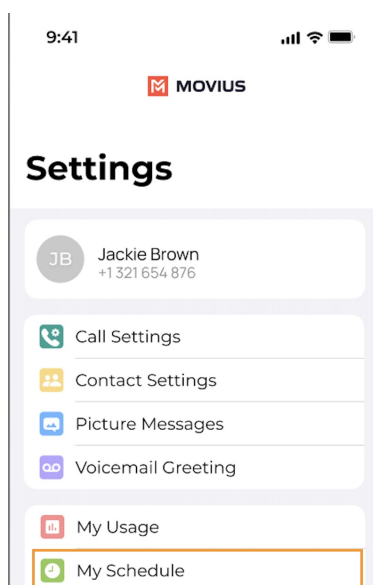 9:41
MOVIUS
Settings
JB
Jackie Brown
+1 321 654 876
Call Settings
Contact Settings
Picture Messages
Voicemail Greeting
My Usage
My Schedule